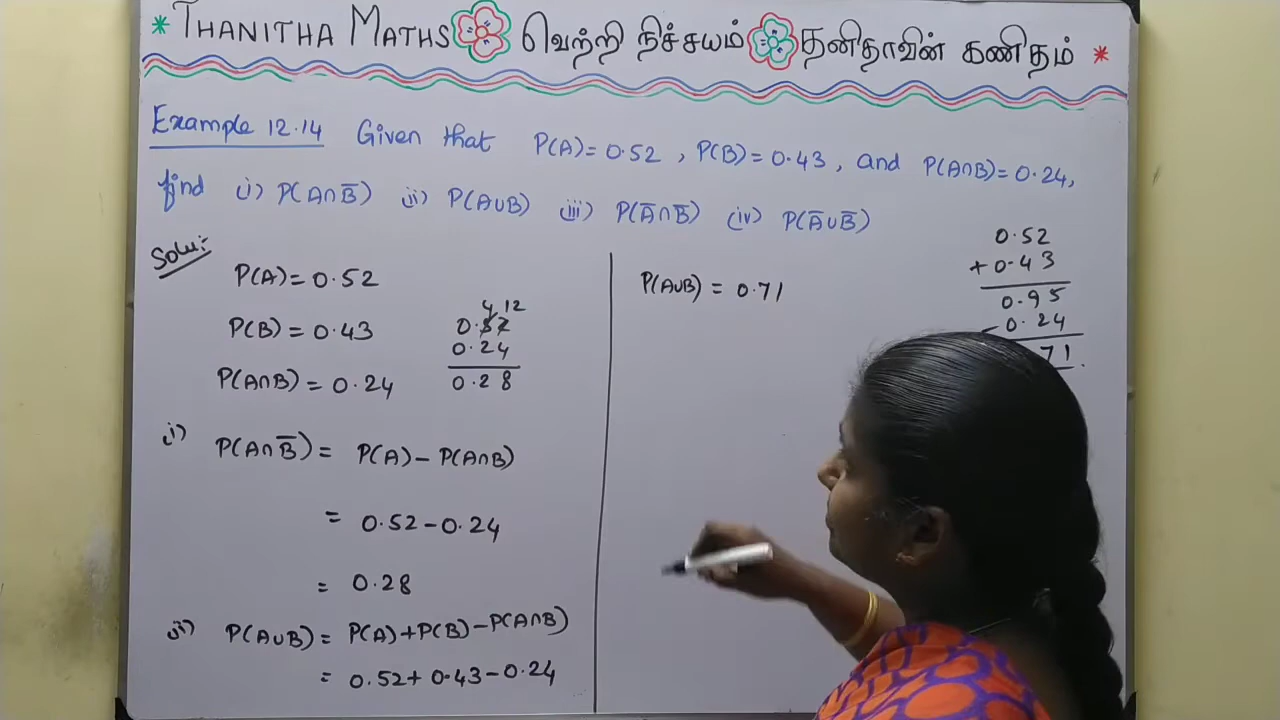 * THANITHA MATHS வெற்றி நிச்சயம் தனிதாவின் கணிதம் *
Example 12.14 Given that P(A) = 0.52, P(B) = 0.43, and P(A∩B) = 0.24,
find i) P(A∩B̅) ii) P(A∪B) iii) P(A̅∩B̅) (iv) P(A̅∪B̅)
Solu:-
P(A) = 0.52
P(B) = 0.43
P(A∩B) = 0.24
4 12
0.52
0.24
0.28
i) P(A∩B̅) = P(A) - P(A∩B)
= 0.52 - 0.24
= 0.28
ii) P(A∪B) = P(A) + P(B) - P(A∩B)
= 0.52 + 0.43 - 0.24
P(A∪B) = 0.71
0.52
+ 0.43
0.95
- 0.24
71